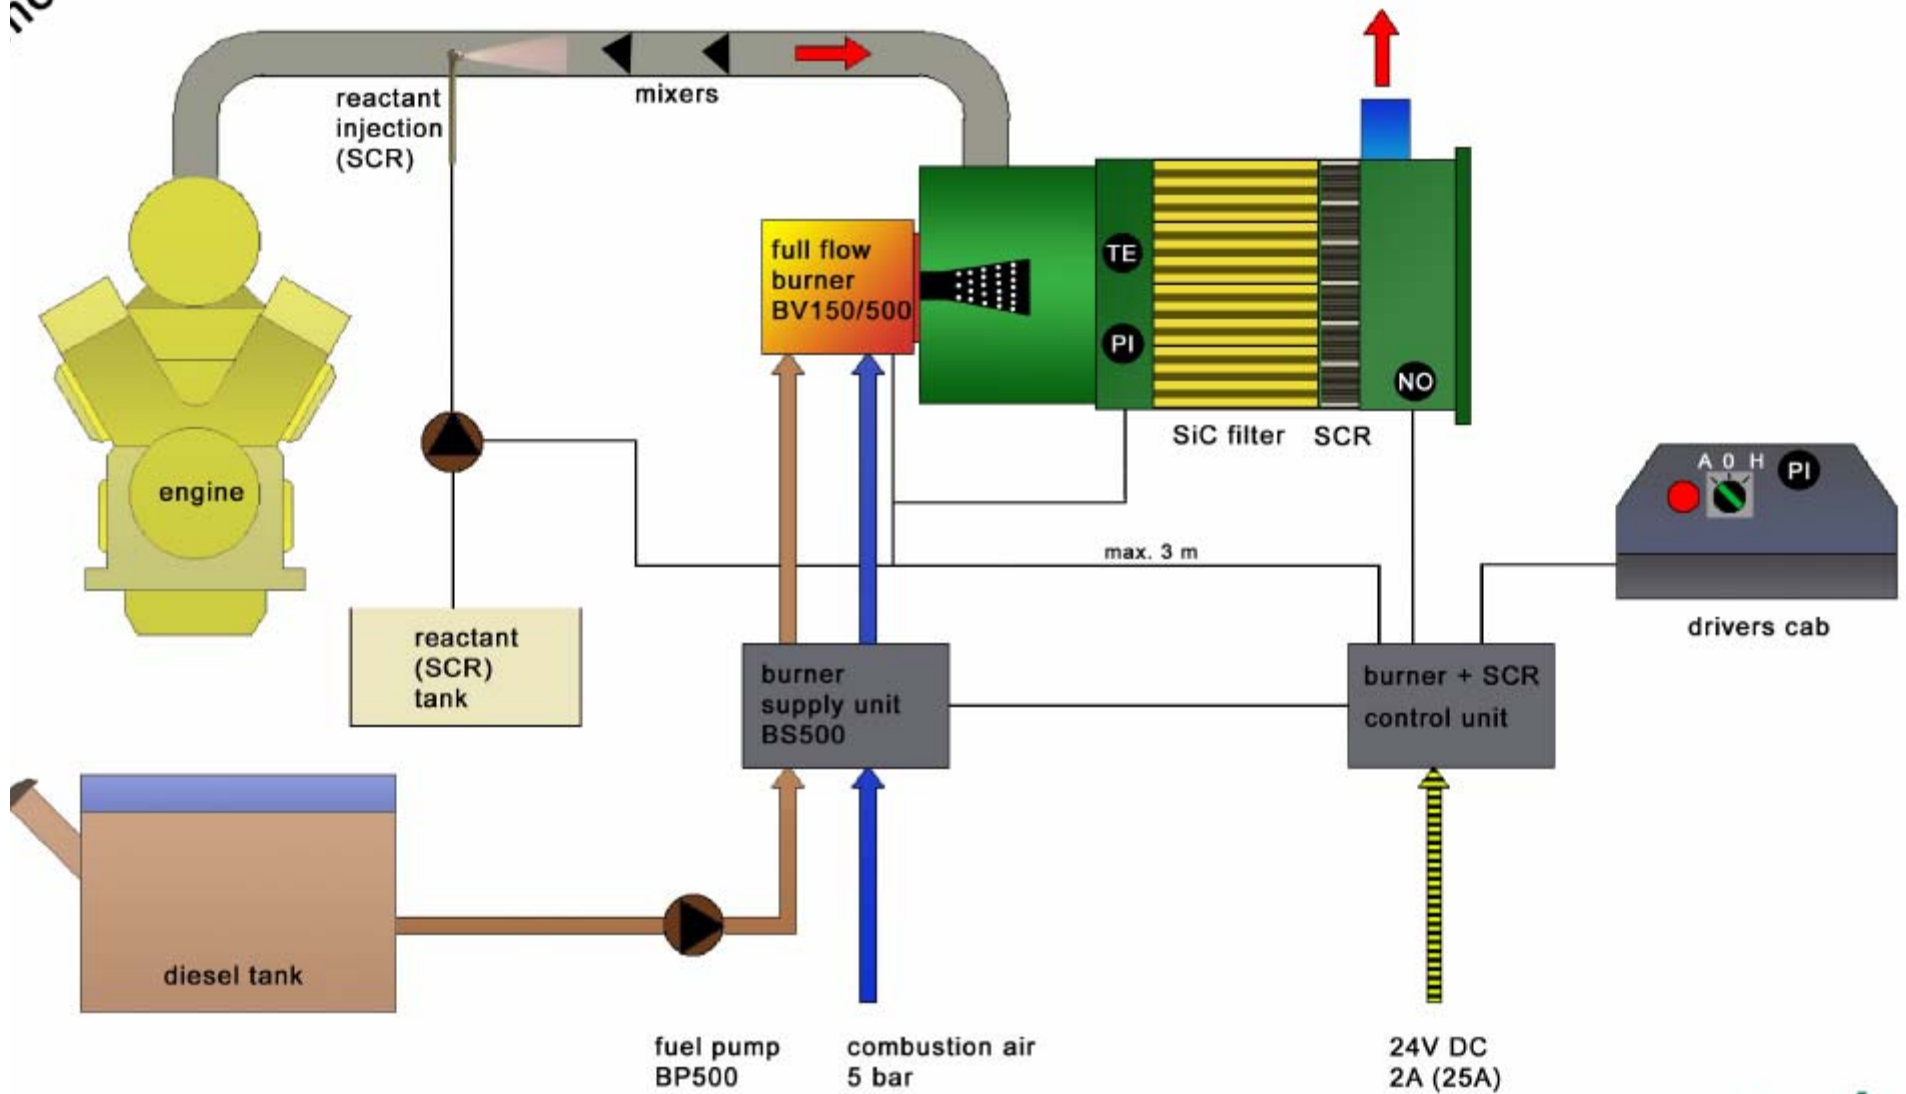 reactant
injection
(SCR)
mixers
full flow
burner
BV150/500
TE
PI
NO
SiC filter
SCR
engine
A 0 H
PI
max. 3 m
drivers cab
reactant
(SCR)
tank
burner
supply unit
BS500
burner + SCR
control unit
diesel tank
fuel pump
BP500
combustion air
5 bar
24V DC
2A (25A)